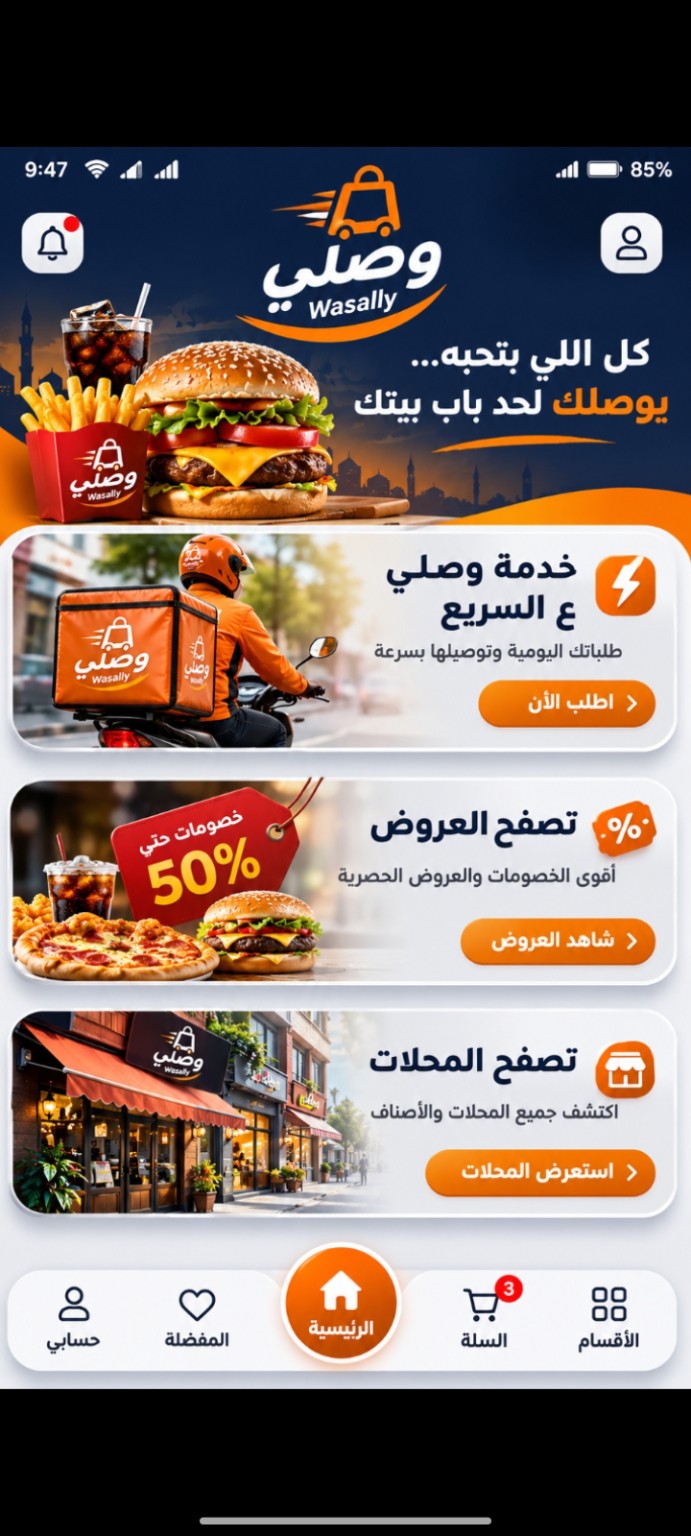 9:47
85%
وصلي
Wasally
كل اللي بتحبه...
يوصلك لحد باب بيتك
وصلي
Wasally
خدمة وصلي
ع السريع
طلباتك اليومية وتوصيلها بسرعة
اطلب الأن
وصلي
Wasally
وصلي
تصفح العروض
%
أقوى الخصومات والعروض الحصرية
شاهد العروض
خصومات حتي
50%
تصفح المحلات
اكتشف جميع المحلات والأصناف
استعرض المحلات
وصلي
Wasally
الأقسام
السلة
3
الرئيسية
المفضلة
حسابي